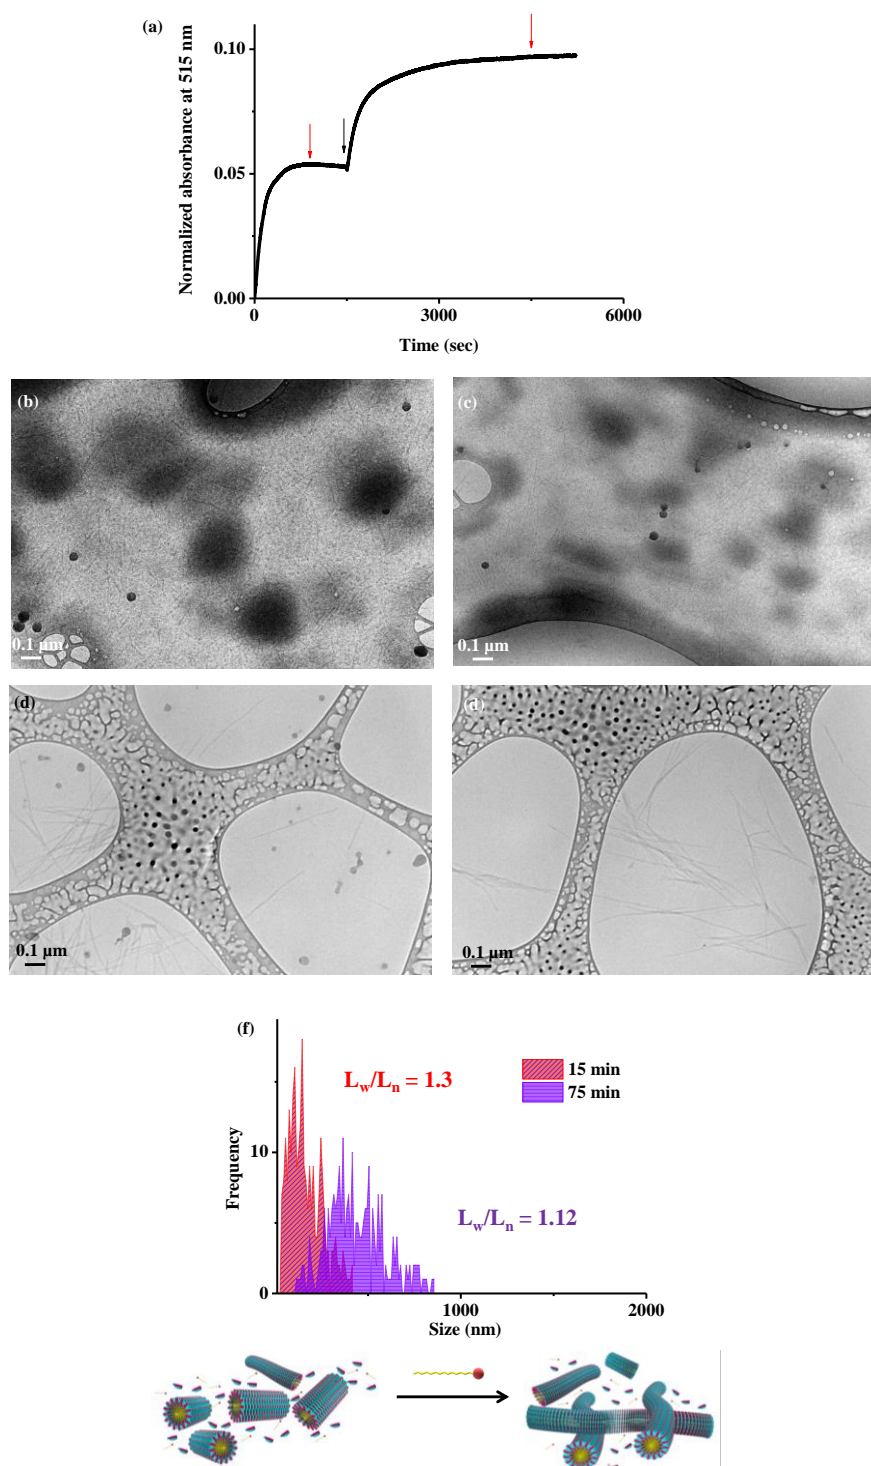 (a)
Normalized absorbance at 515 nm
0.10
0.05
0.00
0
3000
6000
Time (sec)
(b)
0.1 µm
(c)
0.1 µm
(d)
0.1 µm
(d)
0.1 µm
(f)
Frequency
10
0
Lw/Ln = 1.3
15 min
75 min
Lw/Ln = 1.12
1000
2000
Size (nm)